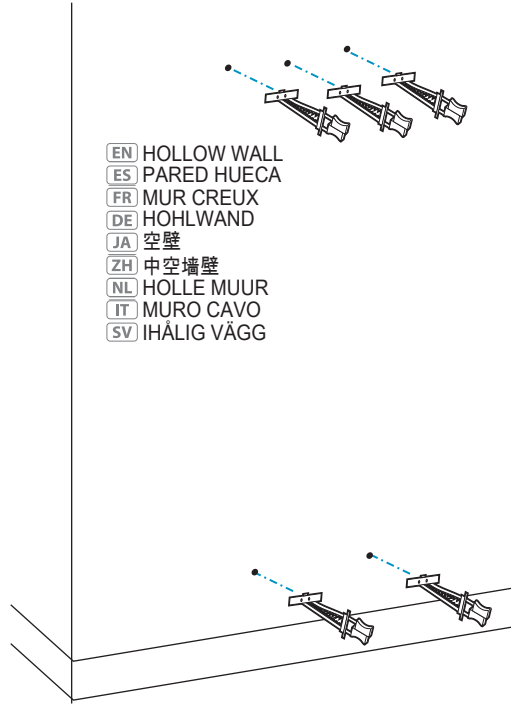 EN HOLLOW WALL
ES PARED HUECA
FR MUR CREUX
DE HOHLWAND
JA 空壁
ZH 中空墙壁
NL HOLLE MUUR
IT MURO CAVO
SV IHÅLIG VÄGG